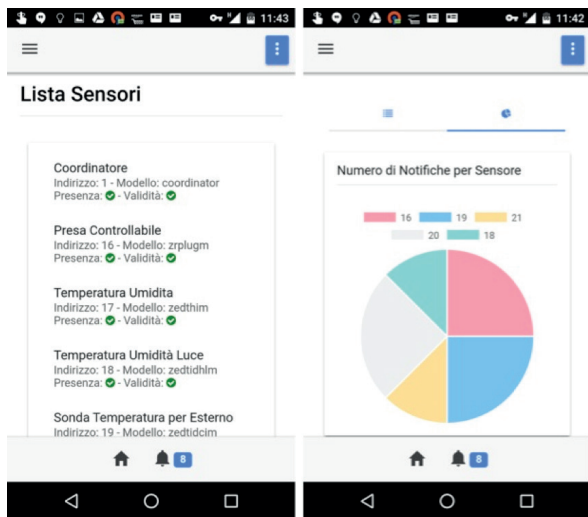 11:43
Lista Sensori
Coordinatore
Indirizzo: 1 - Modello: coordinator
Presenza: - Validità:
Presa Controllabile
Indirizzo: 16 - Modello: zrplugm
Presenza: - Validità:
Temperatura Umidita
Indirizzo: 17 - Modello: zedthim
Presenza: - Validità:
Temperatura Umidità Luce
Indirizzo: 18 - Modello: zedtidhlm
Presenza: - Validità:
Sonda Temperatura per Esterno
Indirizzo: 19 - Modello: zedtidcim
8
11:42
Numero di Notifiche per Sensore
16 19 21
20 18
8